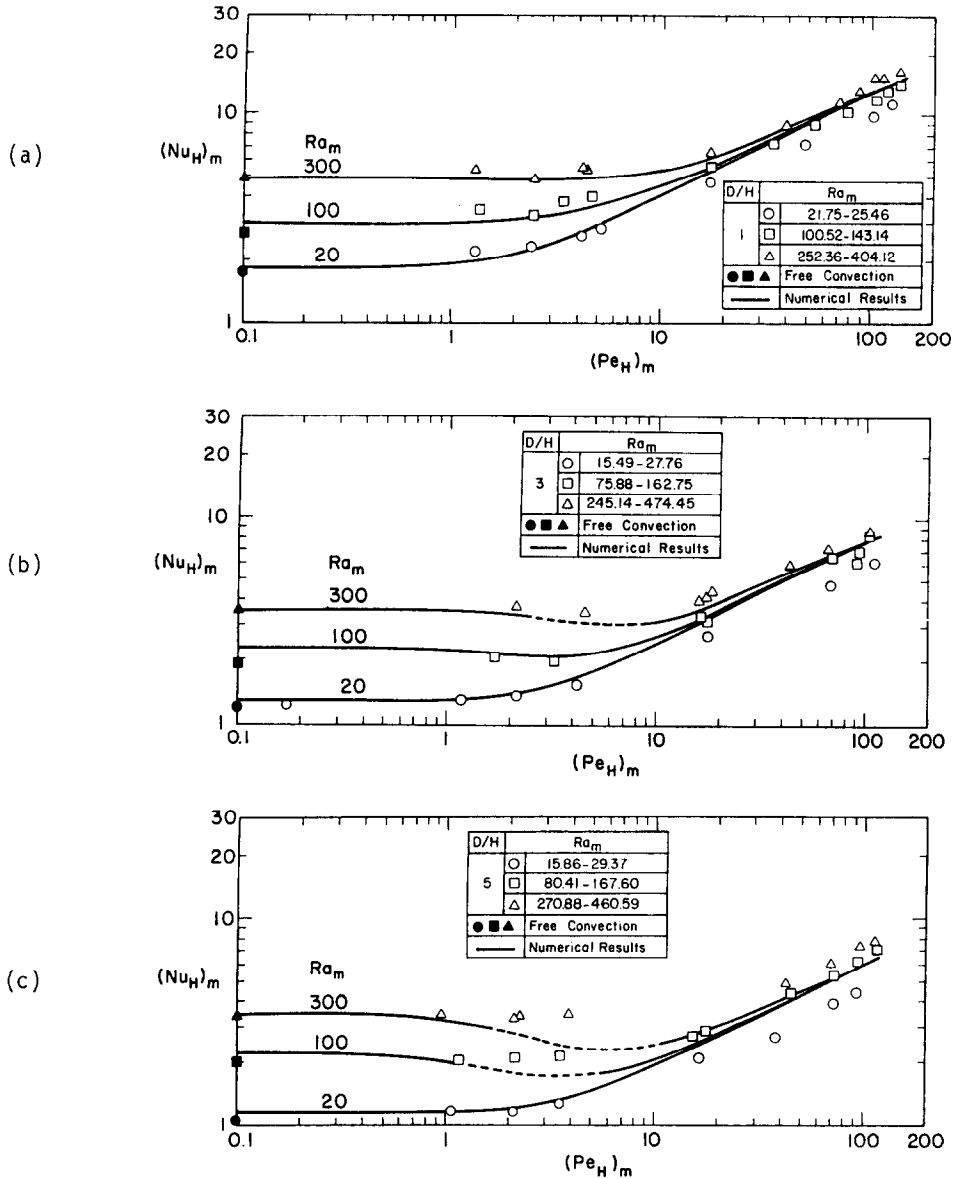 (a)
30
20
10
1
(Nu_H)_m
Ra_m
300
100
20
D/H Ra_m
1
○ 21.75-25.46
□ 100.52-143.14
△ 252.36-404.12
●■▲ Free Convection
— Numerical Results
0.1 1 10 100 200
(Pe_H)_m
(b)
30
20
10
1
(Nu_H)_m
Ra_m
300
100
20
D/H Ra_m
3
○ 15.49-27.76
□ 75.88-162.75
△ 245.14-474.45
●■▲ Free Convection
— Numerical Results
0.1 1 10 100 200
(Pe_H)_m
(c)
30
20
10
1
(Nu_H)_m
Ra_m
300
100
20
D/H Ra_m
5
○ 15.86-29.37
□ 80.41-167.60
△ 270.88-460.59
●■▲ Free Convection
— Numerical Results
0.1 1 10 100 200
(Pe_H)_m